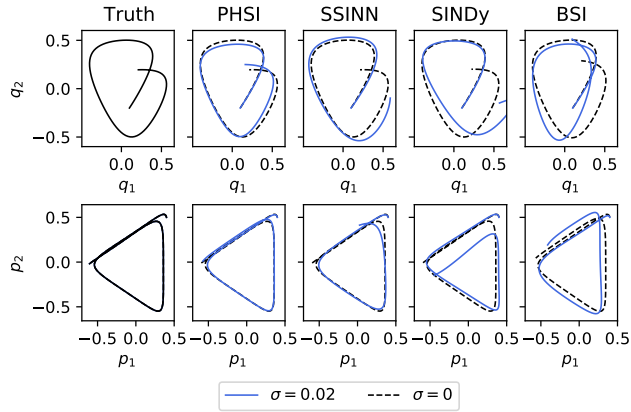 Truth PHSI SSINN SINDy BSI
q₂
0.5
0.0
−0.5
0.0 0.5 0.0 0.5 0.0 0.5 0.0 0.5 0.0 0.5
q₁ q₁ q₁ q₁ q₁
p₂
0.5
0.0
−0.5
−0.5 0.0 0.5 −0.5 0.0 0.5 −0.5 0.0 0.5 −0.5 0.0 0.5 −0.5 0.0 0.5
p₁ p₁ p₁ p₁ p₁
σ = 0.02 σ = 0